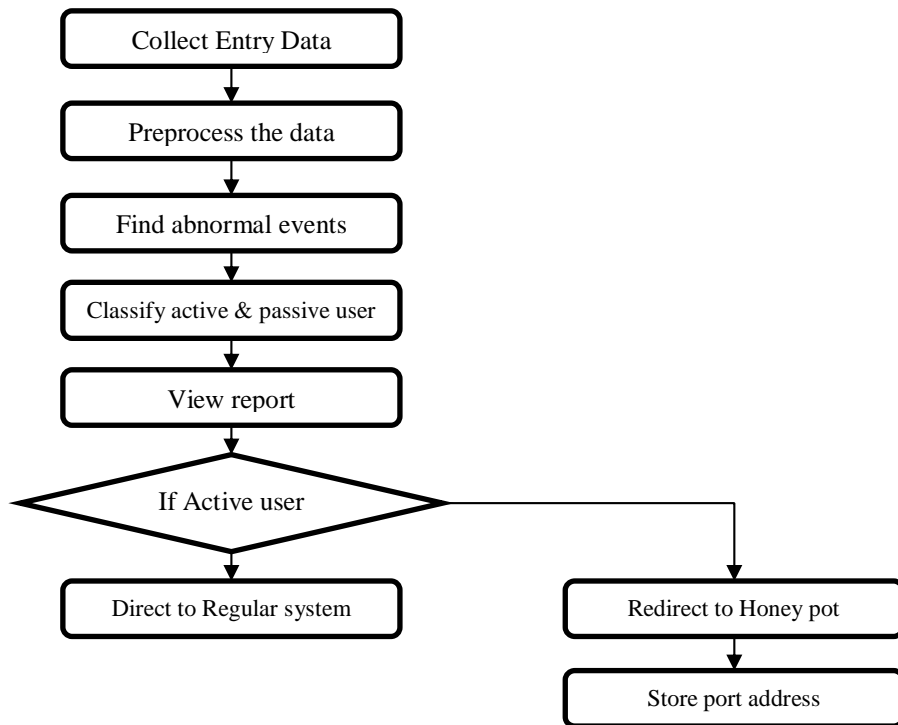 Collect Entry Data
Preprocess the data
Find abnormal events
Classify active & passive user
View report
If Active user
Direct to Regular system
Redirect to Honey pot
Store port address